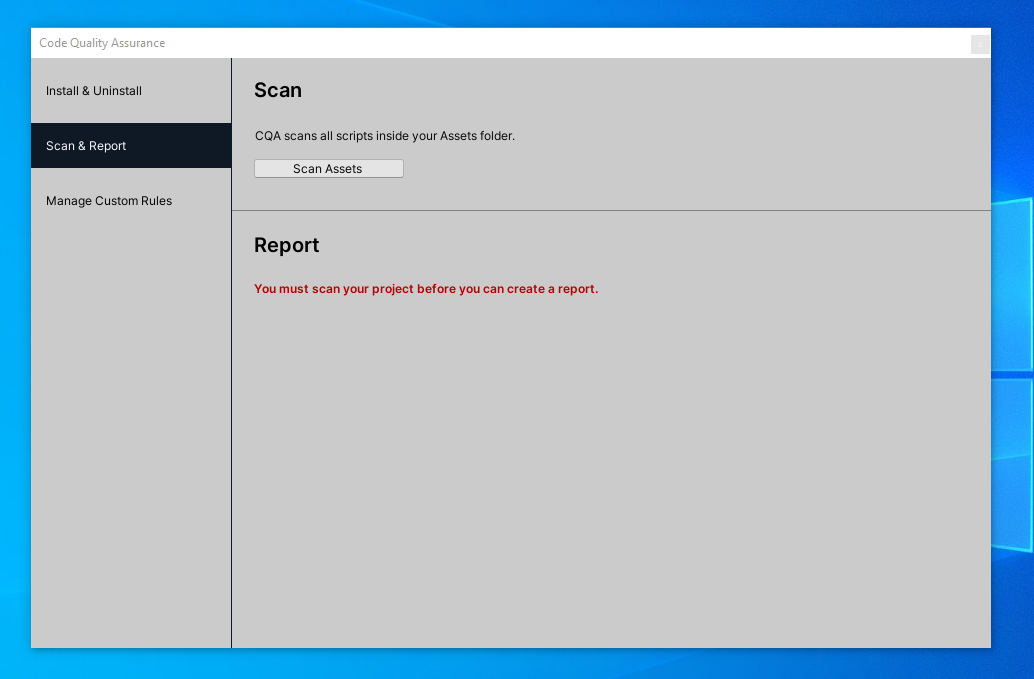 Code Quality Assurance
Install & Uninstall
Scan & Report
Manage Custom Rules
Scan
CQA scans all scripts inside your Assets folder.
Scan Assets
Report
You must scan your project before you can create a report.